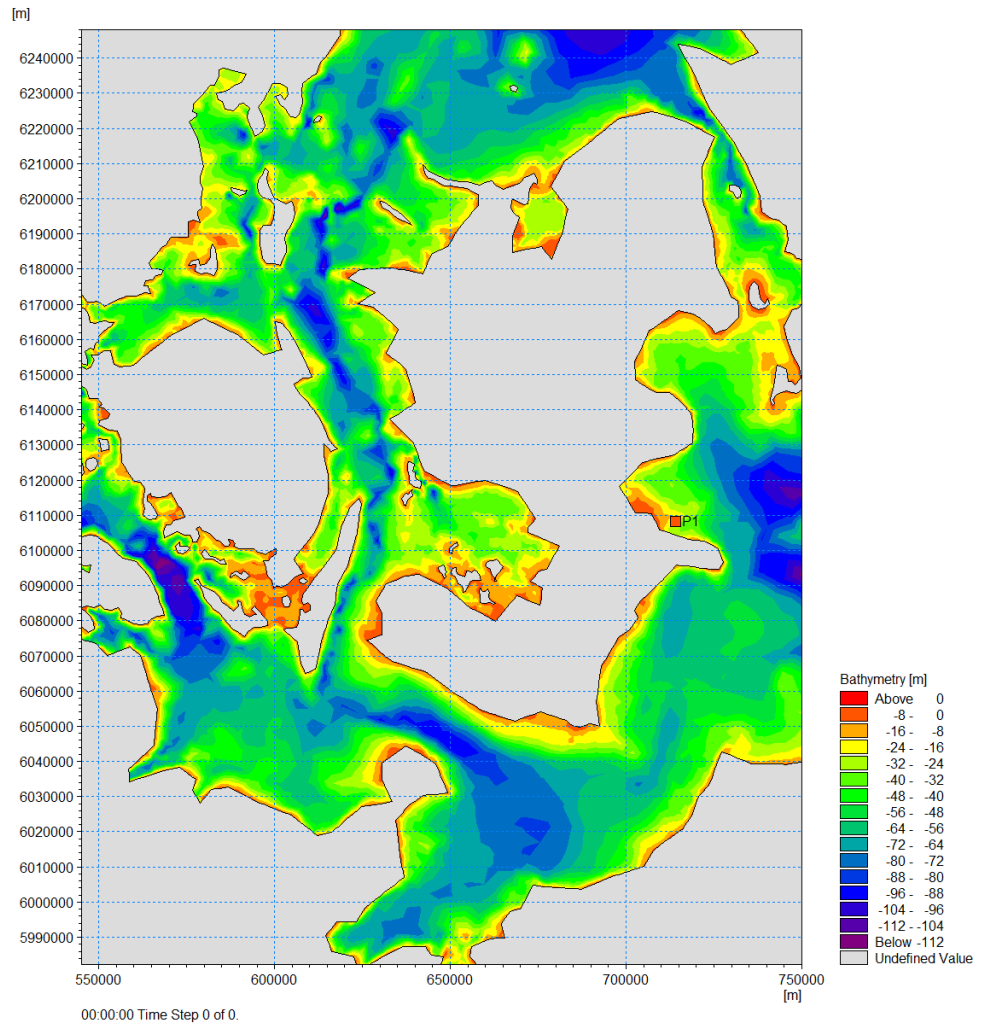 [m]
6240000
6230000
6220000
6210000
6200000
6190000
6180000
6170000
6160000
6150000
6140000
6130000
6120000
6110000
P1
6100000
6090000
6080000
6070000
6060000
6050000
6040000
6030000
6020000
6010000
6000000
5990000
550000 600000 650000 700000 750000
[m]
00:00:00 Time Step 0 of 0.
Bathymetry [m]
Above 0
-8 - 0
-16 - -8
-24 - -16
-32 - -24
-40 - -32
-48 - -40
-56 - -48
-64 - -56
-72 - -64
-80 - -72
-88 - -80
-96 - -88
-104 - -96
-112 - -104
Below -112
Undefined Value